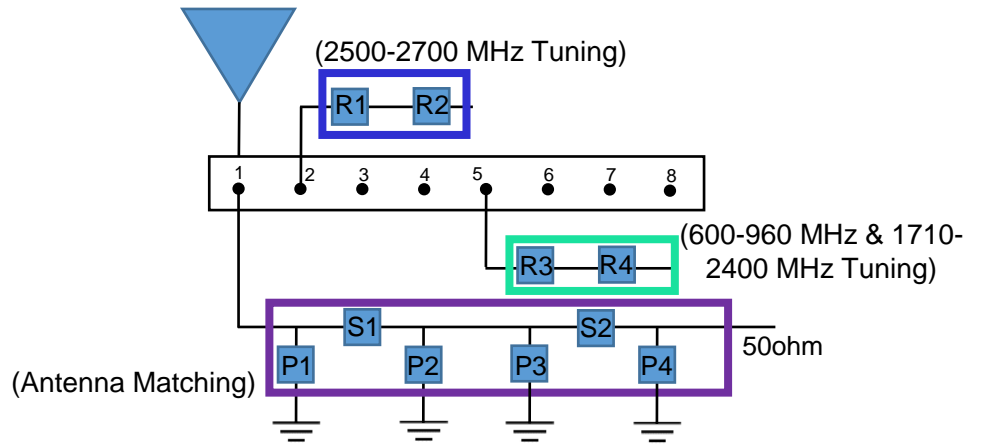 (2500-2700 MHz Tuning)
R1 R2
1 2 3 4 5 6 7 8
(600-960 MHz & 1710-
2400 MHz Tuning)
R3 R4
S1 S2
50ohm
P1 P2 P3 P4
(Antenna Matching)